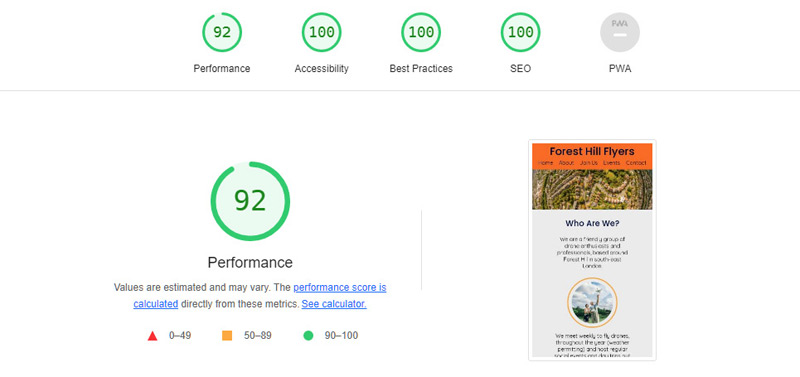 92
100
100
100
PWA
Performance
Accessibility
Best Practices
SEO
PWA
92
Performance
Values are estimated and may vary. The performance score is
calculated directly from these metrics. See calculator.
0–49
50–89
90–100
Forest Hill Flyers
Home About Join Us Events Contact
Who Are We?
We are a friendly group of
drone enthusiasts and
professionals, based around
Forest Hill in south-east
London.
We meet weekly to fly drones,
throughout the year (weather
permitting) and host regular
social events and days out